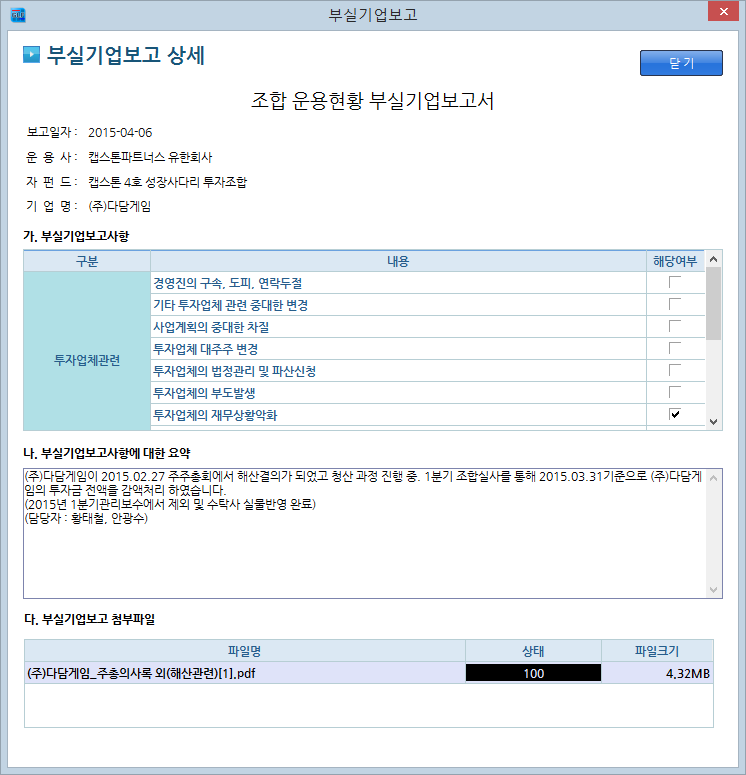 부실기업보고
부실기업보고 상세
닫 기
조합 운용현황 부실기업보고서
보고일자 : 2015-04-06
운 용 사 : 캡스톤파트너스 유한회사
자 펀 드 : 캡스톤 4호 성장사다리 투자조합
기 업 명 : (주)다담게임
가. 부실기업보고사항
구분 내용 해당여부
경영진의 구속, 도피, 연락두절
기타 투자업체 관련 중대한 변경
사업계획의 중대한 차질
투자업체관련 투자업체 대주주 변경
투자업체의 법정관리 및 파산신청
투자업체의 부도발생
투자업체의 재무상황악화
나. 부실기업보고사항에 대한 요약
(주)다담게임이 2015.02.27 주주총회에서 해산결의가 되었고 청산 과정 진행 중. 1분기 조합실사를 통해 2015.03.31기준으로 (주)다담게
임의 투자금 전액을 감액처리 하였습니다.
(2015년 1분기관리보수에서 제외 및 수탁사 실물반영 완료)
(담당자 : 황태철, 안광수)
다. 부실기업보고 첨부파일
파일명 상태 파일크기
(주)다담게임_주총의사록 외(해산관련)[1].pdf 100 4.32MB